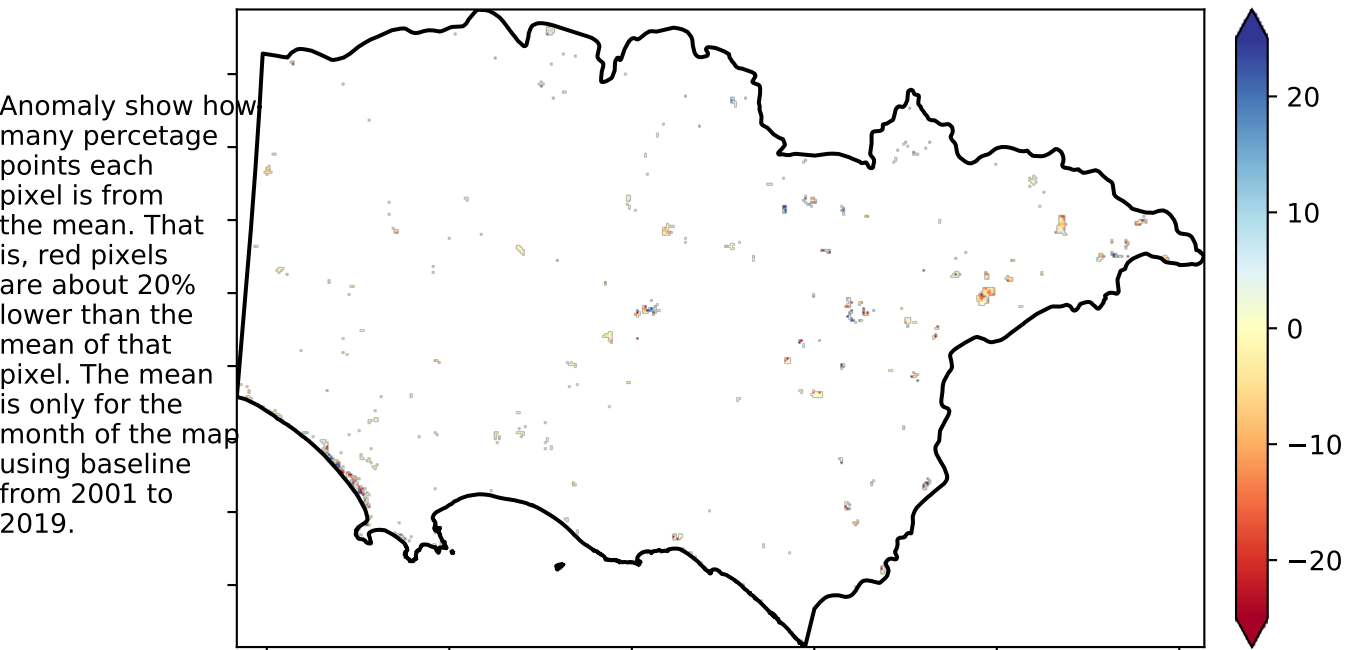 Anomaly show how
many percetage
points each
pixel is from
the mean. That
is, red pixels
are about 20%
lower than the
mean of that
pixel. The mean
is only for the
month of the map
using baseline
from 2001 to
2019.
20
10
0
−10
−20